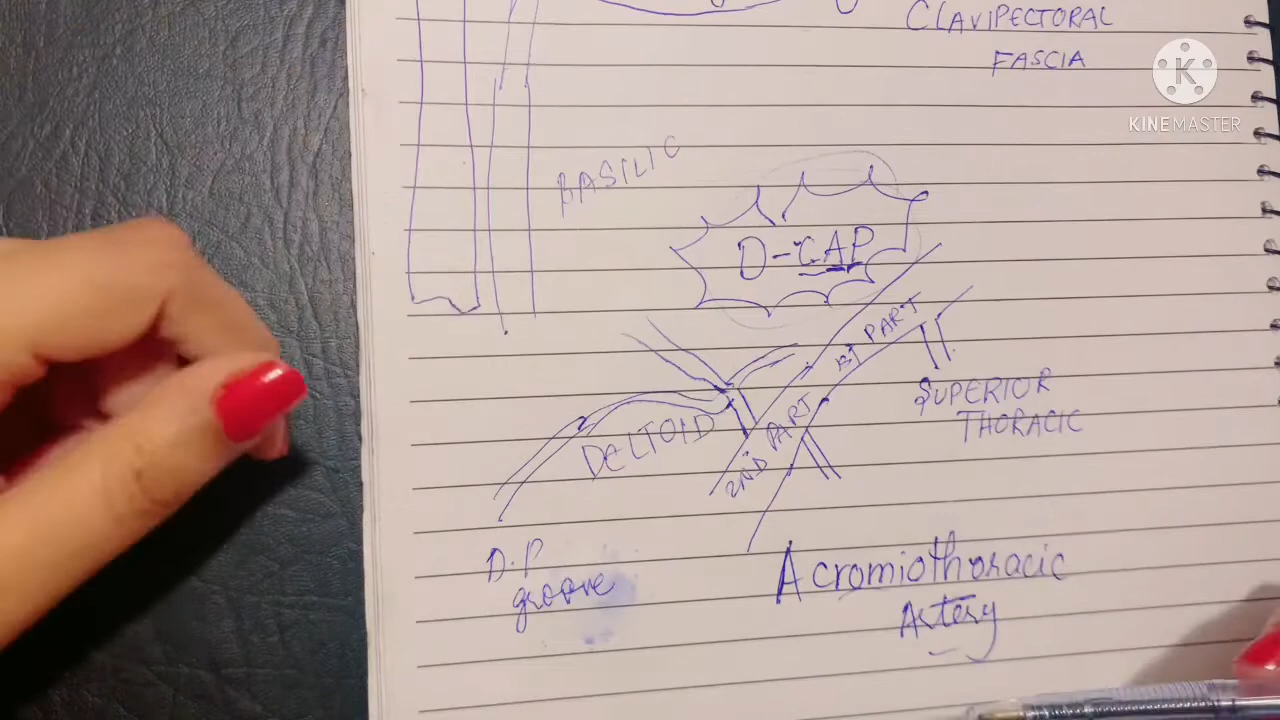 CLAVIPECTORAL
FASCIA
KINEMASTER
BASILIC
D-CAP
1ST PART
SUPERIOR
THORACIC
DELTOID
2ND PART
D.P
groove
Acromiothoracic
Artery